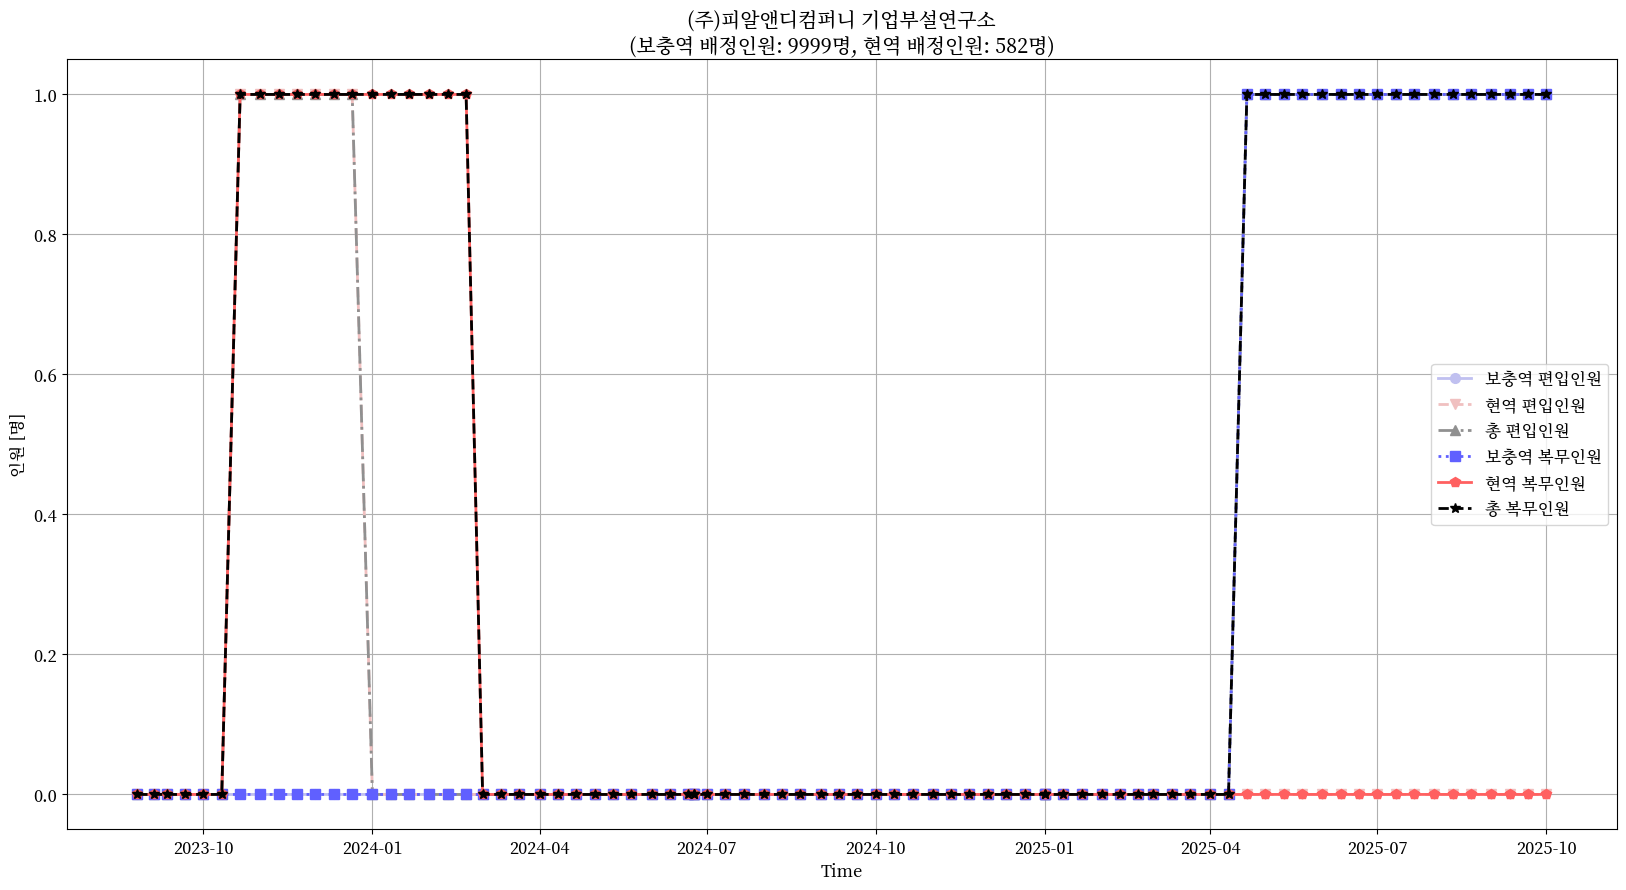 (주)피알앤디컴퍼니 기업부설연구소
(보충역 배정인원: 9999명, 현역 배정인원: 582명)
1.0
0.8
0.6
0.4
0.2
0.0
인원 [명]
보충역 편입인원
현역 편입인원
총 편입인원
보충역 복무인원
현역 복무인원
총 복무인원
2023-10
2024-01
2024-04
2024-07
2024-10
2025-01
2025-04
2025-07
2025-10
Time